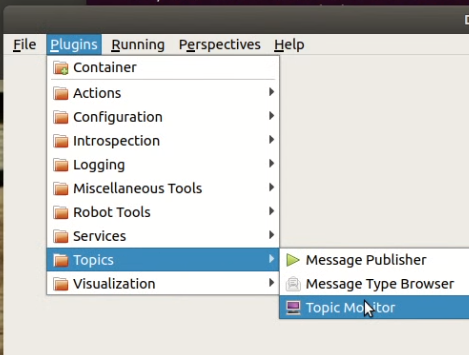 File Plugins Running Perspectives Help
Container
Actions
Configuration
Introspection
Logging
Miscellaneous Tools
Robot Tools
Services
Topics
Message Publisher
Visualization
Message Type Browser
Topic Monitor